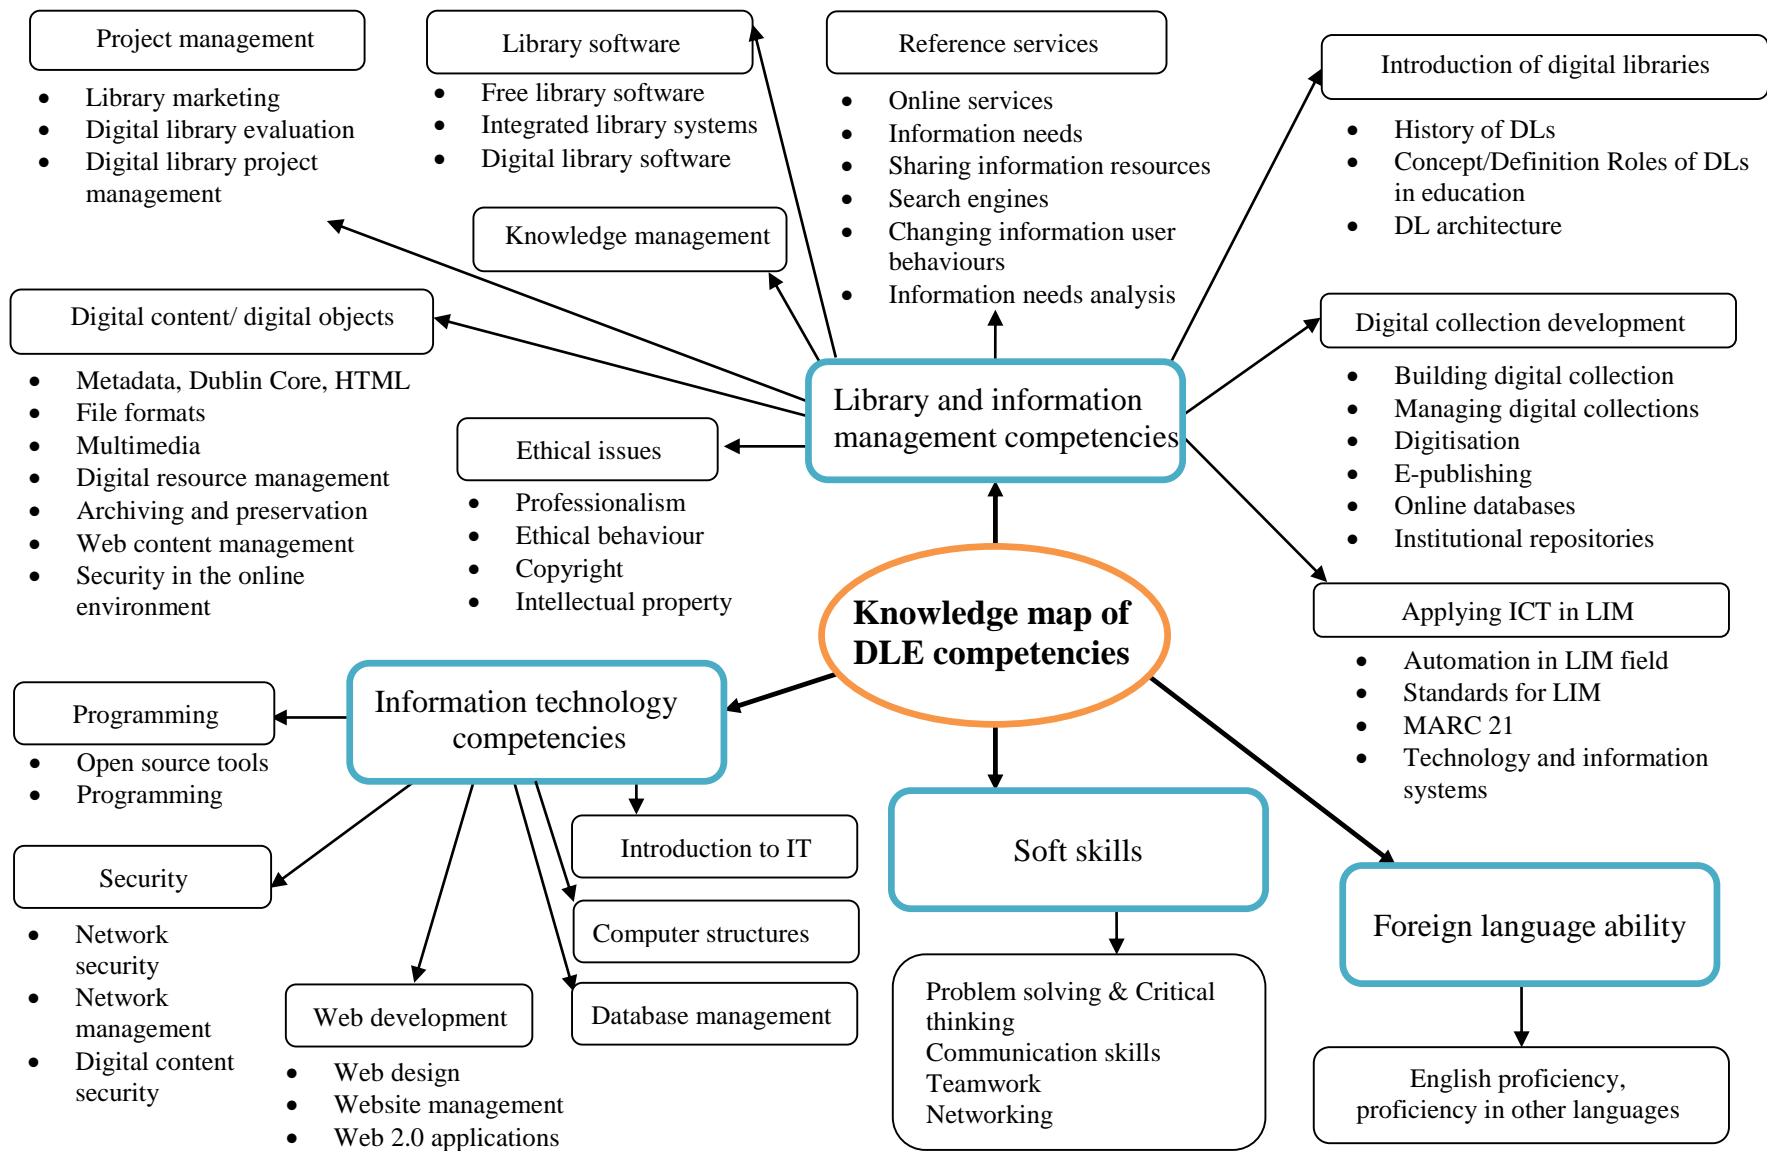 Project management
• Library marketing
• Digital library evaluation
• Digital library project
management
Library software
• Free library software
• Integrated library systems
• Digital library software
Knowledge management
Reference services
• Online services
• Information needs
• Sharing information resources
• Search engines
• Changing information user
behaviours
• Information needs analysis
Introduction of digital libraries
• History of DLs
• Concept/Definition Roles of DLs
in education
• DL architecture
Digital content/ digital objects
• Metadata, Dublin Core, HTML
• File formats
• Multimedia
• Digital resource management
• Archiving and preservation
• Web content management
• Security in the online
environment
Ethical issues
• Professionalism
• Ethical behaviour
• Copyright
• Intellectual property
Library and information
management competencies
Digital collection development
• Building digital collection
• Managing digital collections
• Digitisation
• E-publishing
• Online databases
• Institutional repositories
Knowledge map of
DLE competencies
Applying ICT in LIM
• Automation in LIM field
• Standards for LIM
• MARC 21
• Technology and information
systems
Information technology
competencies
Programming
• Open source tools
• Programming
Security
• Network
security
• Network
management
• Digital content
security
Web development
• Web design
• Website management
• Web 2.0 applications
Introduction to IT
Computer structures
Database management
Soft skills
Problem solving & Critical
thinking
Communication skills
Teamwork
Networking
Foreign language ability
English proficiency,
proficiency in other languages